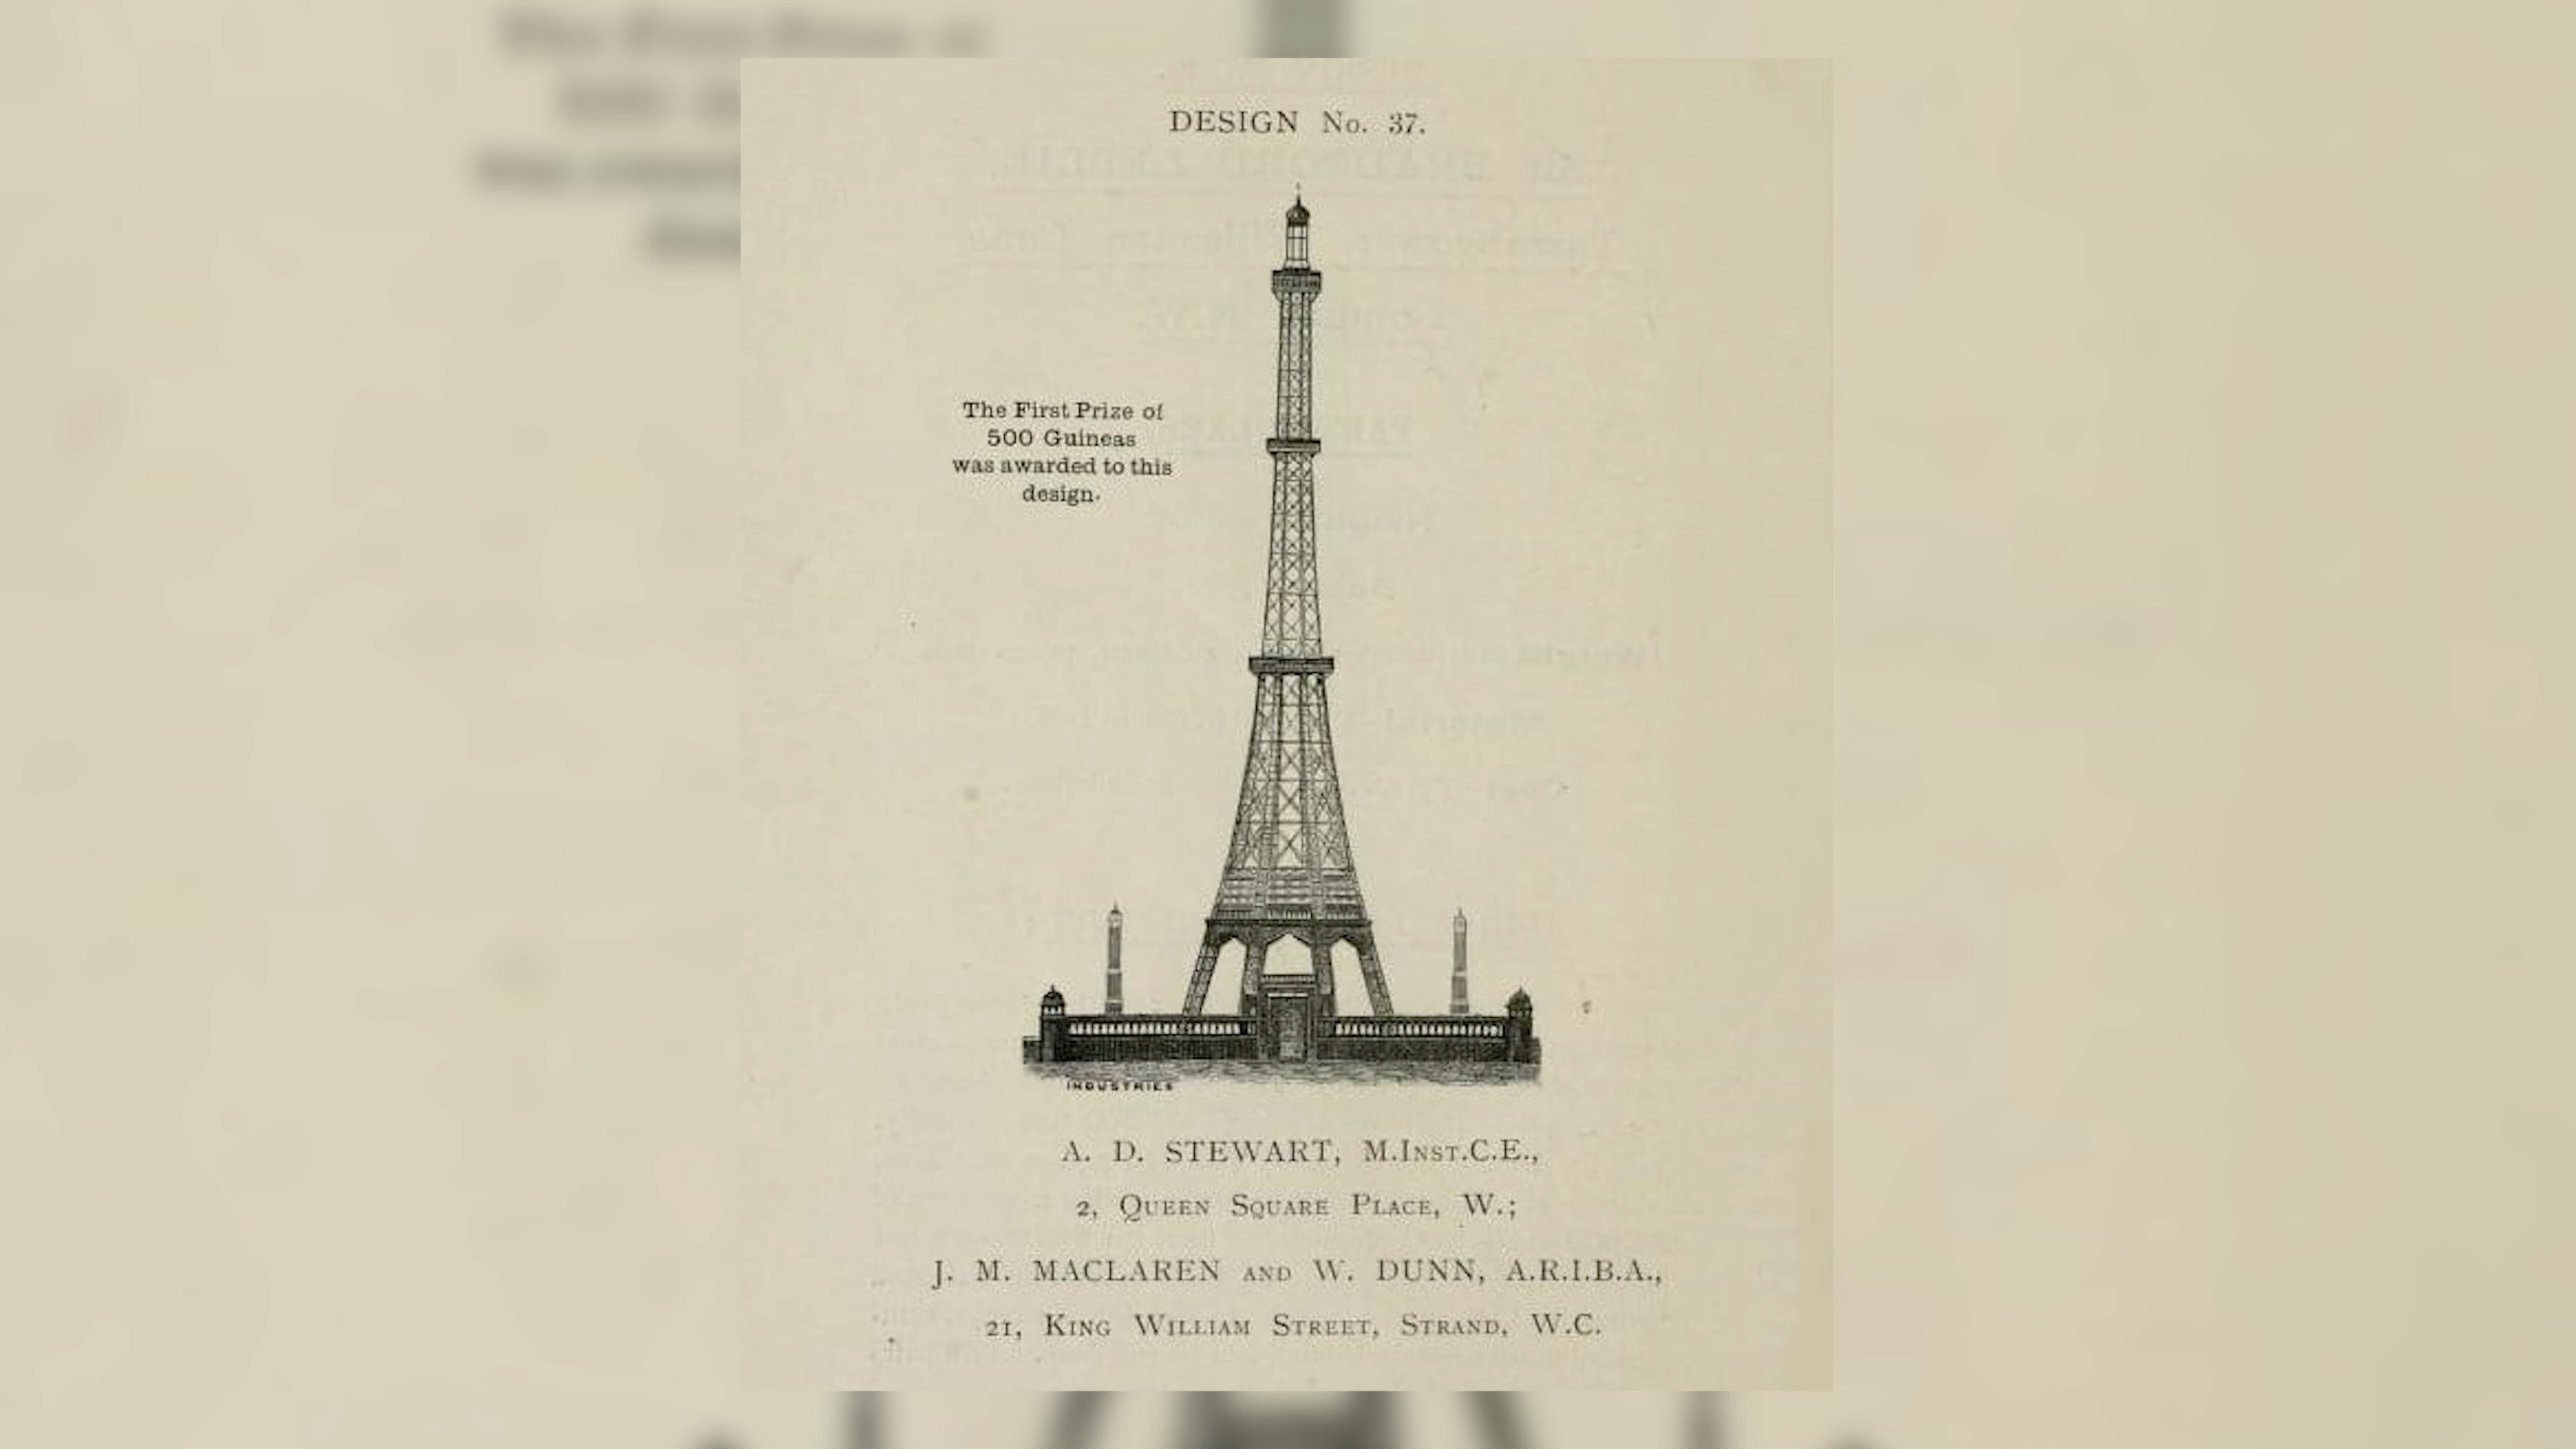 DESIGN No. 37.
The First Prize of
500 Guineas
was awarded to this
design.
INDUSTRIES
A. D. STEWART, M.INST.C.E.,
2, QUEEN SQUARE PLACE, W.;
J. M. MACLAREN AND W. DUNN, A.R.I.B.A.,
21, KING WILLIAM STREET, STRAND, W.C.